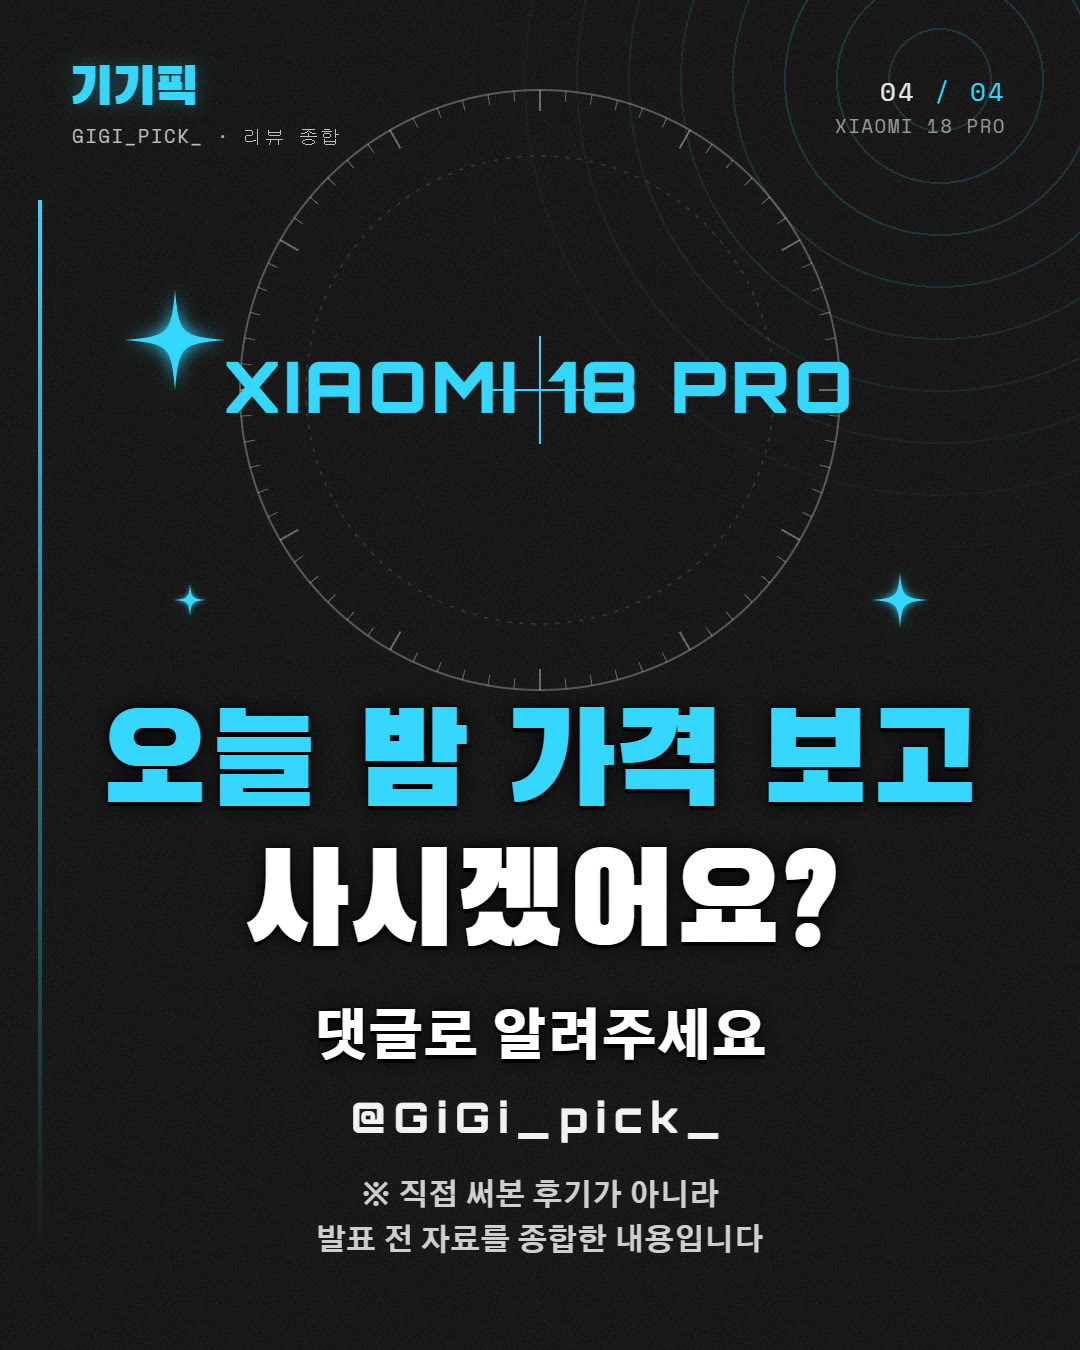 기기픽
GIGI_PICK_ · 리뷰 종합
04 / 04
XIAOMI 18 PRO
XIAOMI 18 PRO
오늘 밤 가격 보고
사시겠어요?
댓글로 알려주세요
@GiGi_pick_
※ 직접 써본 후기가 아니라
발표 전 자료를 종합한 내용입니다